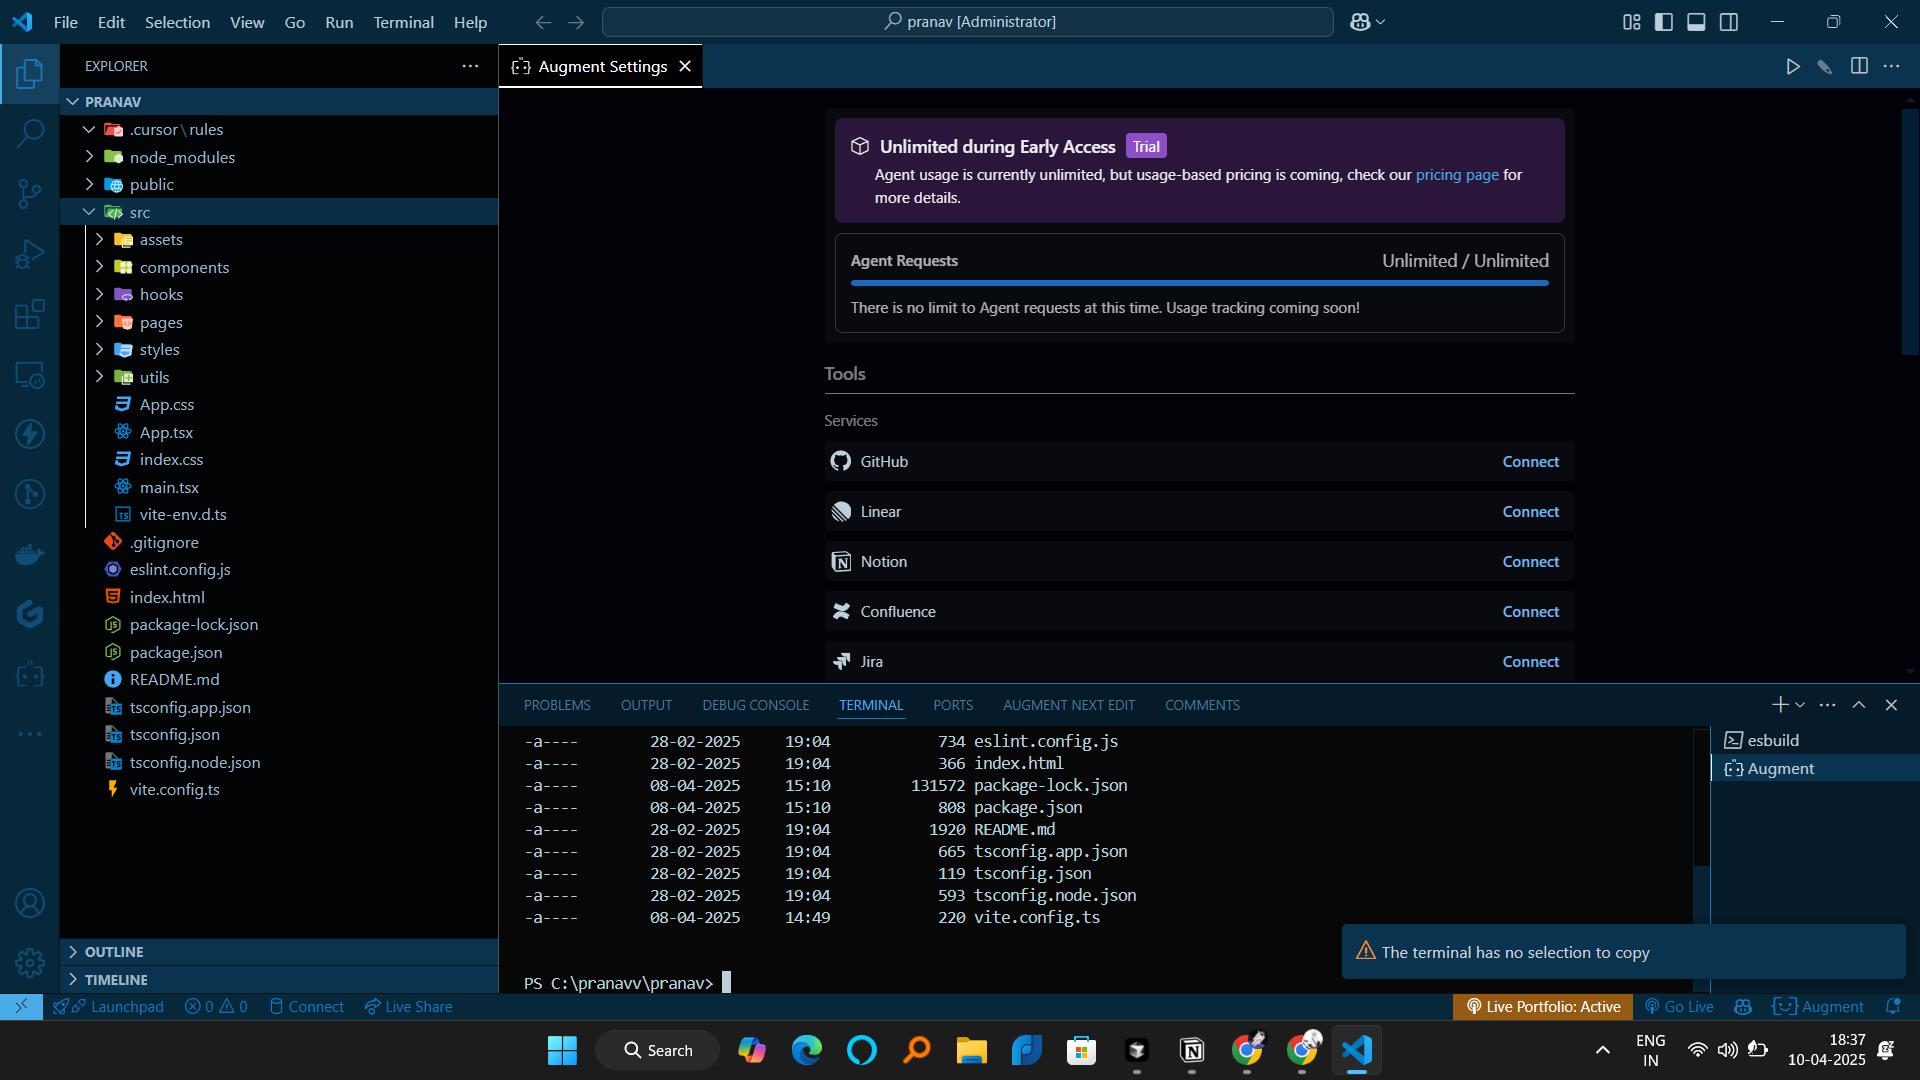 File Edit Selection View Go Run Terminal Help
pranav [Administrator]
EXPLORER
Augment Settings
PRANAV
.cursor\rules
node_modules
public
src
assets
components
hooks
pages
styles
utils
App.css
App.tsx
index.css
main.tsx
vite-env.d.ts
.gitignore
eslint.config.js
index.html
package-lock.json
package.json
README.md
tsconfig.app.json
tsconfig.json
tsconfig.node.json
vite.config.ts
OUTLINE
TIMELINE
Unlimited during Early Access Trial
Agent usage is currently unlimited, but usage-based pricing is coming, check our pricing page for
more details.
Agent Requests Unlimited / Unlimited
There is no limit to Agent requests at this time. Usage tracking coming soon!
Tools
Services
GitHub Connect
Linear Connect
Notion Connect
Confluence Connect
Jira Connect
PROBLEMS OUTPUT DEBUG CONSOLE TERMINAL PORTS AUGMENT NEXT EDIT COMMENTS
-a---- 28-02-2025 19:04 734 eslint.config.js
-a---- 28-02-2025 19:04 366 index.html
-a---- 08-04-2025 15:10 131572 package-lock.json
-a---- 08-04-2025 15:10 808 package.json
-a---- 28-02-2025 19:04 1920 README.md
-a---- 28-02-2025 19:04 665 tsconfig.app.json
-a---- 28-02-2025 19:04 119 tsconfig.json
-a---- 28-02-2025 19:04 593 tsconfig.node.json
-a---- 08-04-2025 14:49 220 vite.config.ts
PS C:\pranavv\pranav>
esbuild
Augment
The terminal has no selection to copy
Launchpad 0 0 Connect Live Share
Live Portfolio: Active Go Live Augment
Search
ENG
IN
18:37
10-04-2025